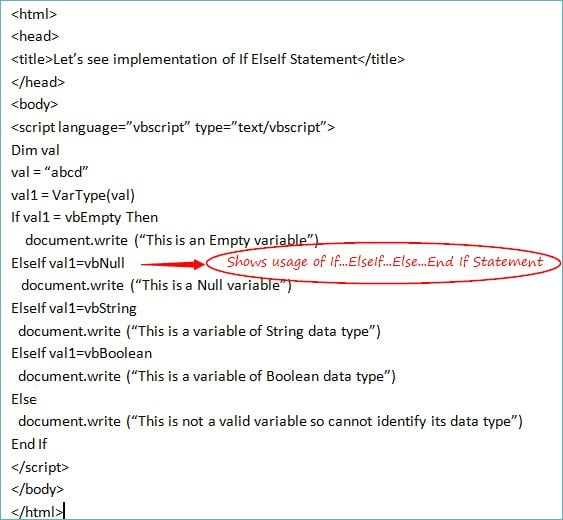 <html>
<head>
<title>Let’s see implementation of If ElseIf Statement</title>
</head>
<body>
<script language=”vbscript” type=”text/vbscript”>
Dim val
val = “abcd”
val1 = VarType(val)
If val1 = vbEmpty Then
document.write (“This is an Empty variable”)
ElseIf val1=vbNull
Shows usage of If...ElseIf...Else...End If Statement
document.write (“This is a Null variable”)
ElseIf val1=vbString
document.write (“This is a variable of String data type”)
ElseIf val1=vbBoolean
document.write (“This is a variable of Boolean data type”)
Else
document.write (“This is not a valid variable so cannot identify its data type”)
End If
</script>
</body>
</html>